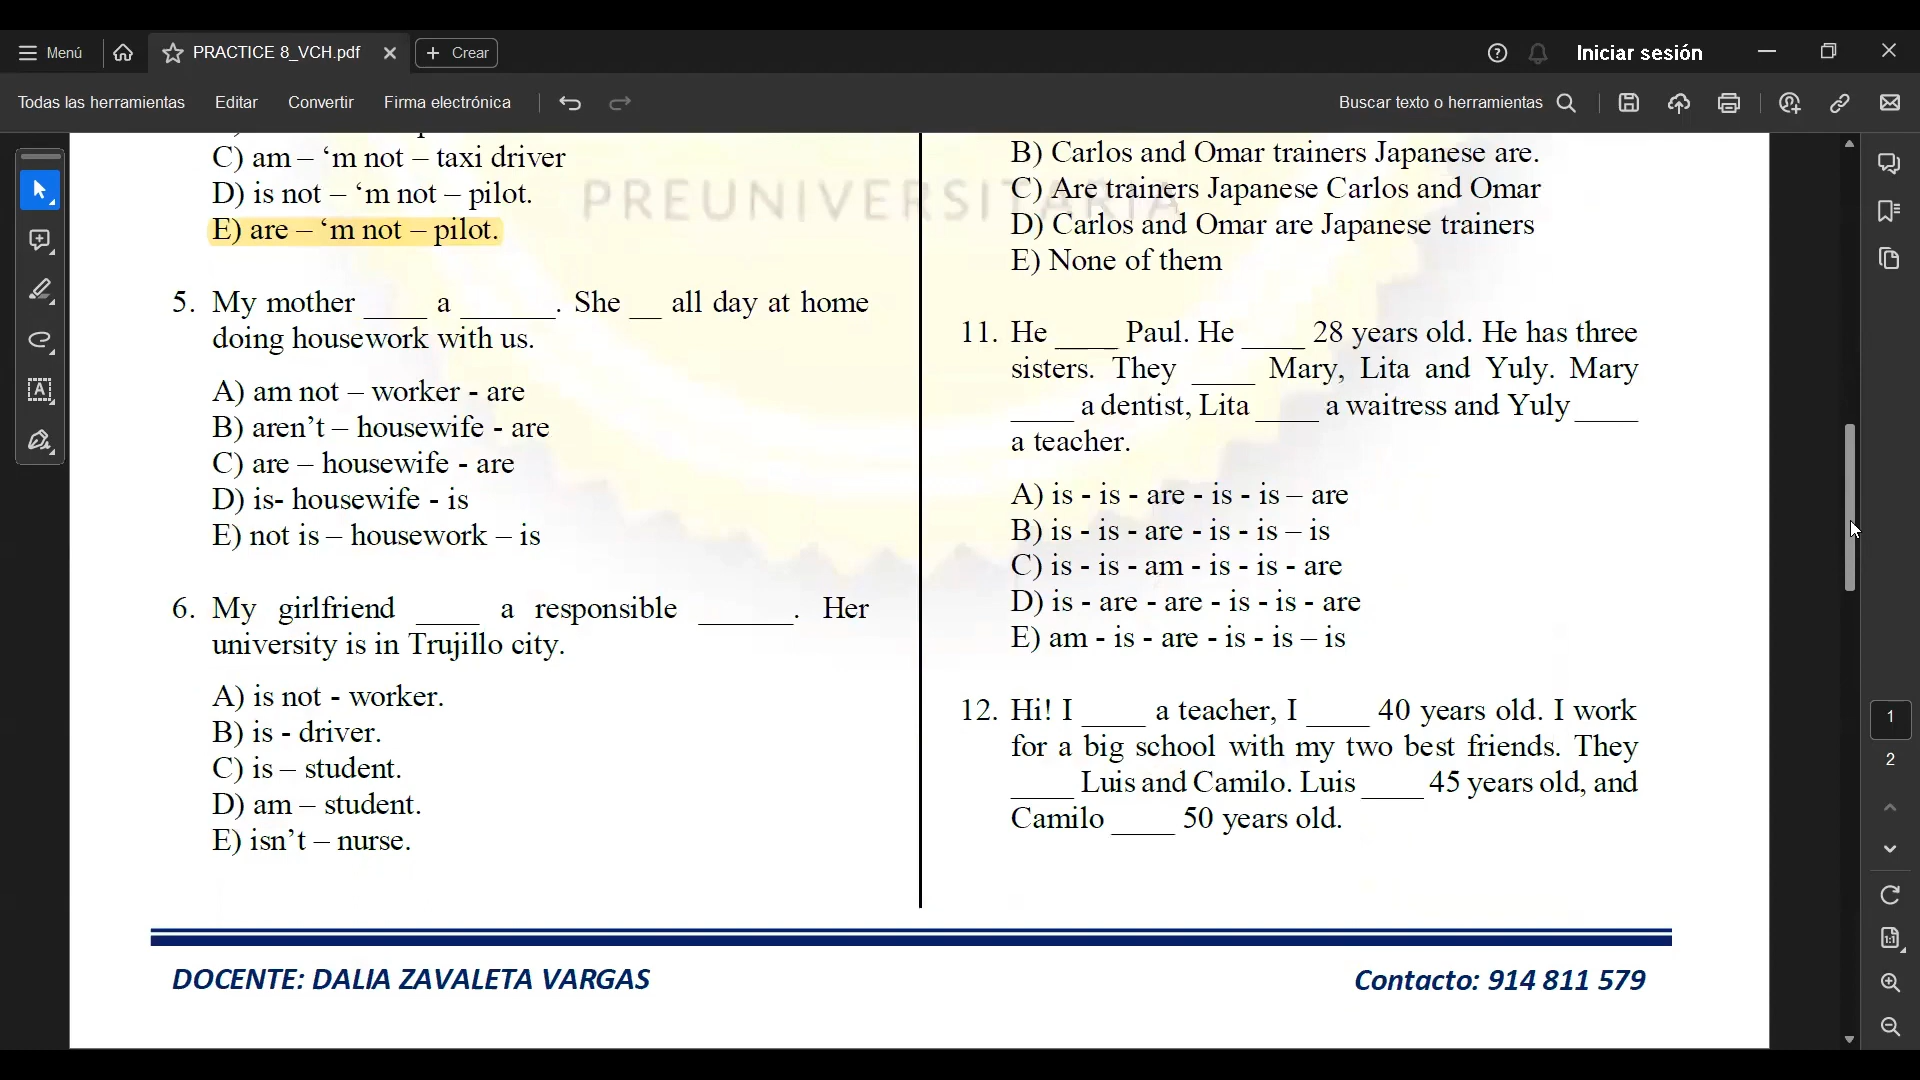 Menú
PRACTICE 8_VCH.pdf
Crear
Iniciar sesión
Todas las herramientas
Editar
Convertir
Firma electrónica
Buscar texto o herramientas
PREUNIVERSITARIA
C) am – ‘m not – taxi driver
D) is not – ‘m not – pilot.
E) are – ‘m not – pilot.
5. My mother ____ a ______. She __ all day at home
doing housework with us.
A) am not – worker - are
B) aren’t – housewife - are
C) are – housewife - are
D) is- housewife - is
E) not is – housework – is
6. My girlfriend ____ a responsible ______. Her
university is in Trujillo city.
A) is not - worker.
B) is - driver.
C) is – student.
D) am – student.
E) isn’t – nurse.
B) Carlos and Omar trainers Japanese are.
C) Are trainers Japanese Carlos and Omar
D) Carlos and Omar are Japanese trainers
E) None of them
11. He ____ Paul. He ____ 28 years old. He has three
sisters. They ____ Mary, Lita and Yuly. Mary
____ a dentist, Lita ____ a waitress and Yuly ____
a teacher.
A) is - is - are - is - is – are
B) is - is - are - is - is – is
C) is - is - am - is - is - are
D) is - are - are - is - is - are
E) am - is - are - is - is – is
12. Hi! I ____ a teacher, I ____ 40 years old. I work
for a big school with my two best friends. They
____ Luis and Camilo. Luis ____ 45 years old, and
Camilo ____ 50 years old.
DOCENTE: DALIA ZAVALETA VARGAS
Contacto: 914 811 579
1
2